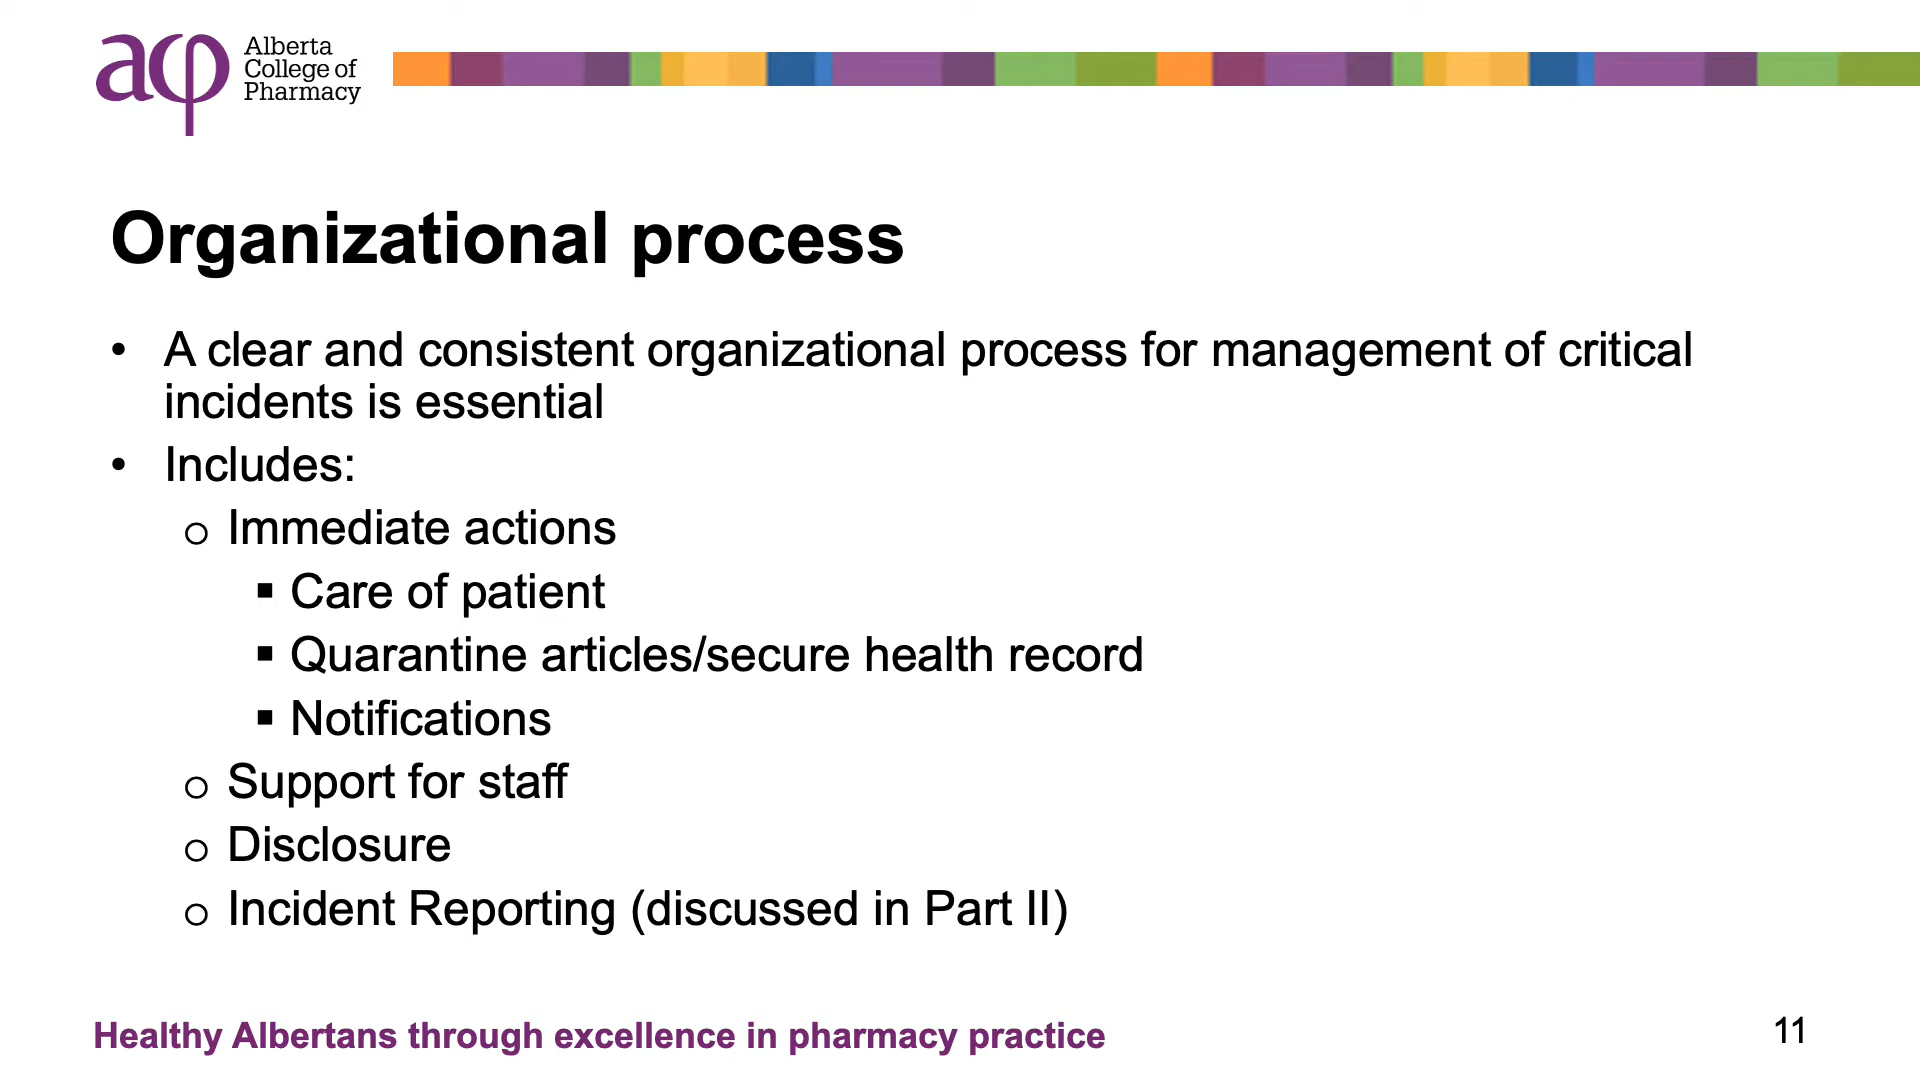 acp
Alberta
College of
Pharmacy
Organizational process
• A clear and consistent organizational process for management of critical
incidents is essential
• Includes:
o Immediate actions
▪ Care of patient
▪ Quarantine articles/secure health record
▪ Notifications
o Support for staff
o Disclosure
o Incident Reporting (discussed in Part II)
Healthy Albertans through excellence in pharmacy practice
11